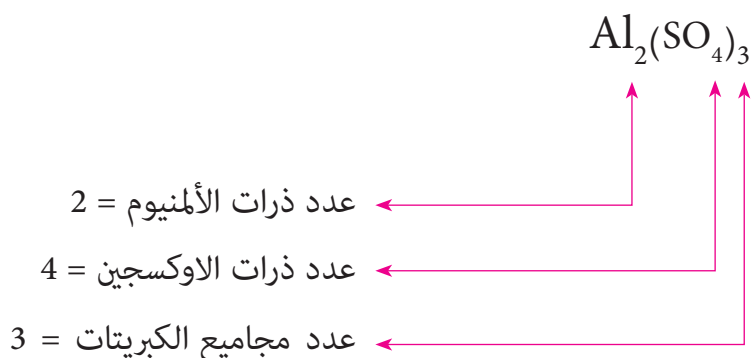 Al₂(SO₄)₃
عدد ذرات الألمنيوم = 2
عدد ذرات الاوكسجين = 4
عدد مجاميع الكبريتات = 3